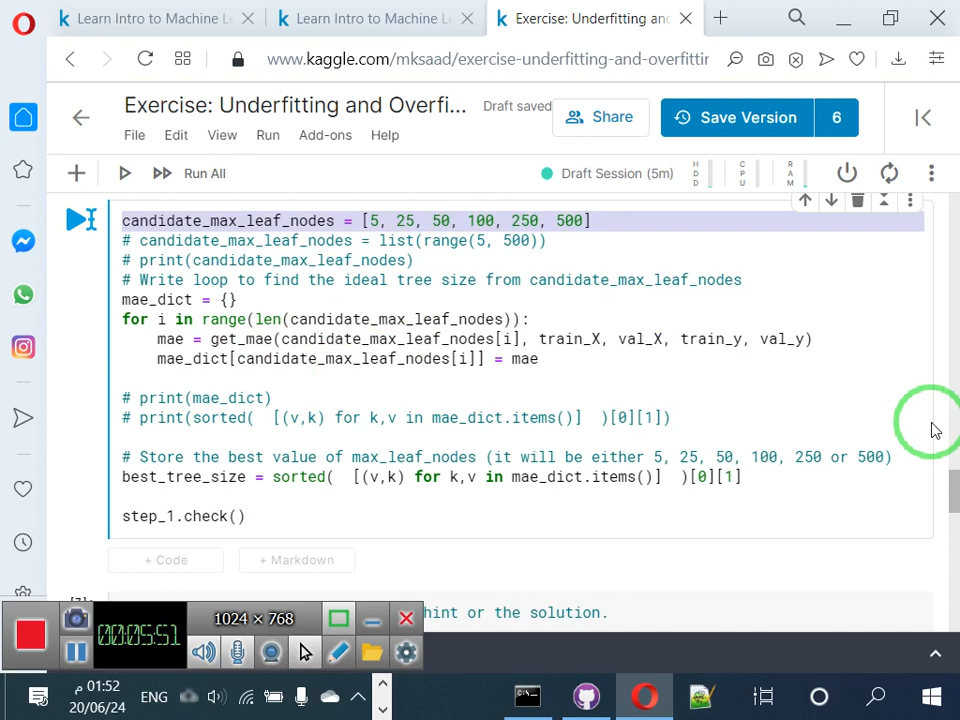 Learn Intro to Machine Le
Learn Intro to Machine Le
Exercise: Underfitting and
www.kaggle.com/mksaad/exercise-underfitting-and-overfittin
Exercise: Underfitting and Overfi...
Draft saved
Share
Save Version
6
File Edit View Run Add-ons Help
Run All
Draft Session (5m)
HDD
CPU
RAM
candidate_max_leaf_nodes = [5, 25, 50, 100, 250, 500]
# candidate_max_leaf_nodes = list(range(5, 500))
# print(candidate_max_leaf_nodes)
# Write loop to find the ideal tree size from candidate_max_leaf_nodes
mae_dict = {}
for i in range(len(candidate_max_leaf_nodes)):
mae = get_mae(candidate_max_leaf_nodes[i], train_X, val_X, train_y, val_y)
mae_dict[candidate_max_leaf_nodes[i]] = mae
# print(mae_dict)
# print(sorted(  [(v,k) for k,v in mae_dict.items()]  )[0][1])
# Store the best value of max_leaf_nodes (it will be either 5, 25, 50, 100, 250 or 500)
best_tree_size = sorted(  [(v,k) for k,v in mae_dict.items()]  )[0][1]
step_1.check()
+ Code
+ Markdown
hint or the solution.
1024 × 768
00:05:51
ENG
01:52 م
20/06/24